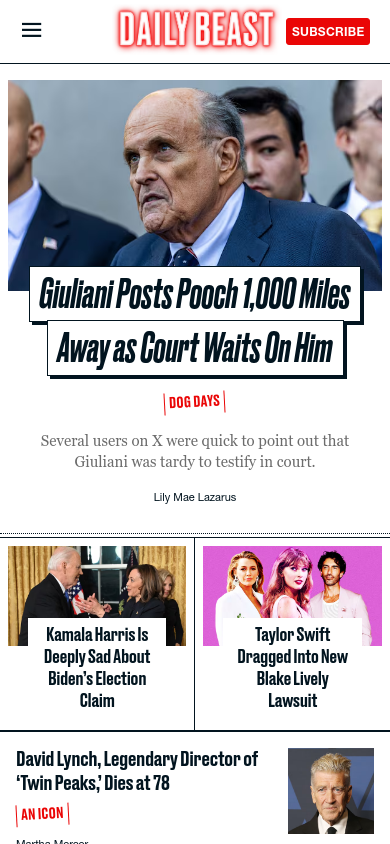 DAILY BEAST
SUBSCRIBE
Giuliani Posts Pooch 1,000 Miles
Away as Court Waits On Him
DOG DAYS
Several users on X were quick to point out that
Giuliani was tardy to testify in court.
Lily Mae Lazarus
Kamala Harris Is
Deeply Sad About
Biden’s Election
Claim
Taylor Swift
Dragged Into New
Blake Lively
Lawsuit
David Lynch, Legendary Director of
‘Twin Peaks,’ Dies at 78
AN ICON